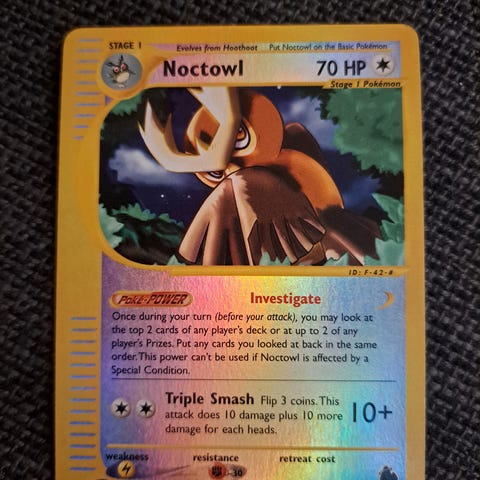 STAGE 1 Evolves from Hoothoot Put Noctowl on the Basic Pokémon
Noctowl 70 HP
Stage 1 Pokémon
ID: F-42-#
POKé-POWER Investigate
Once during your turn (before your attack), you may look at
the top 2 cards of any player's deck or at up to 2 of any
player's Prizes. Put any cards you looked at back in the same
order. This power can't be used if Noctowl is affected by a
Special Condition.
Triple Smash Flip 3 coins. This
attack does 10 damage plus 10 more
damage for each heads.
10+
weakness resistance retreat cost
-30